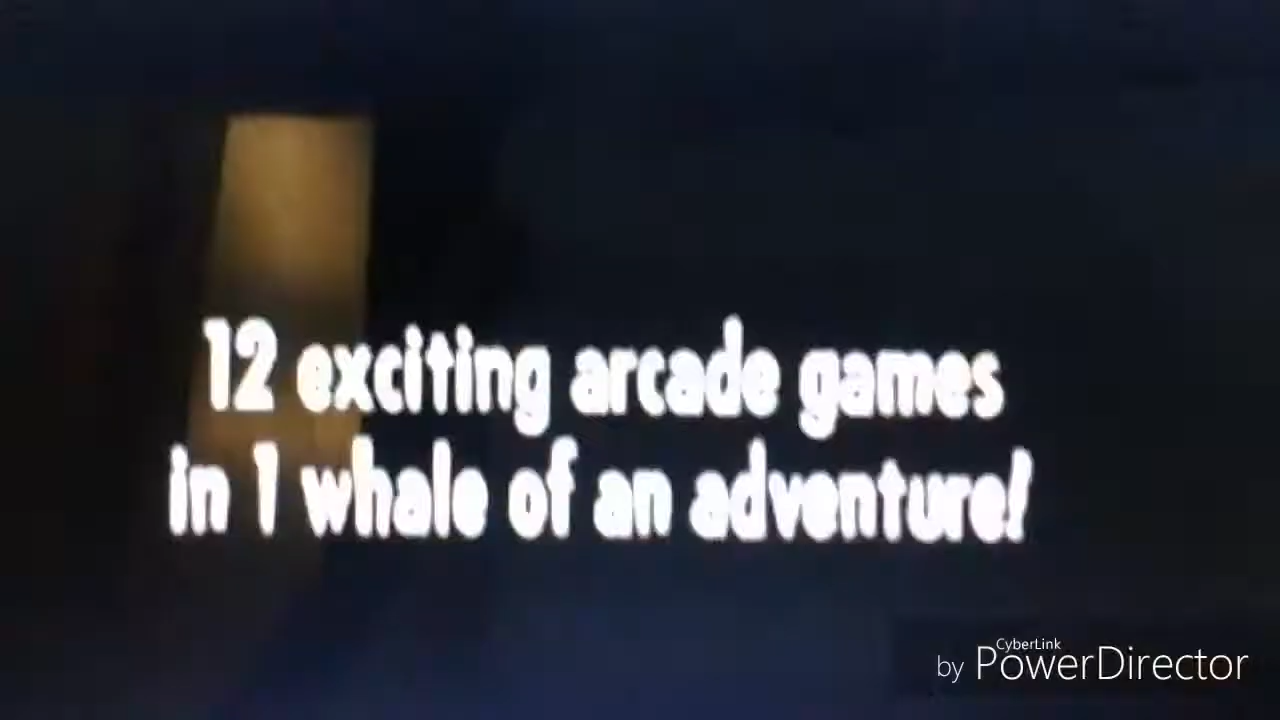 12 exciting arcade games
in 1 whale of an adventure!
CyberLink
by PowerDirector